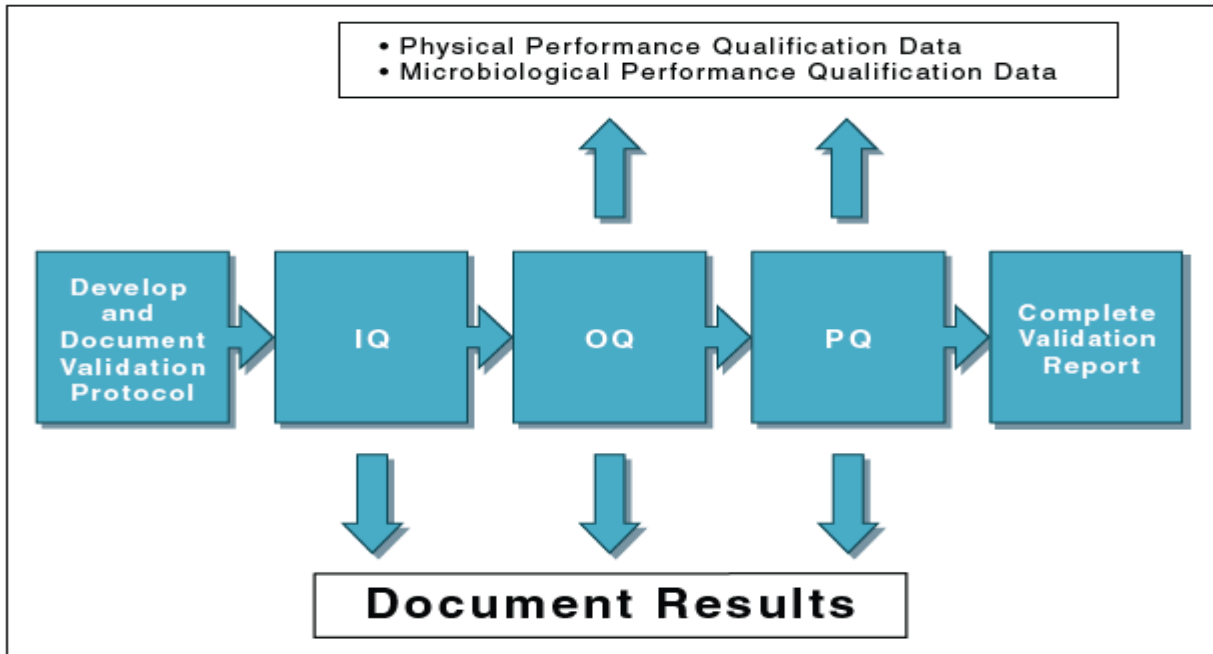 • Physical Performance Qualification Data
• Microbiological Performance Qualification Data
Develop
and
Document
Validation
Protocol
IQ
OQ
PQ
Complete
Validation
Report
Document Results